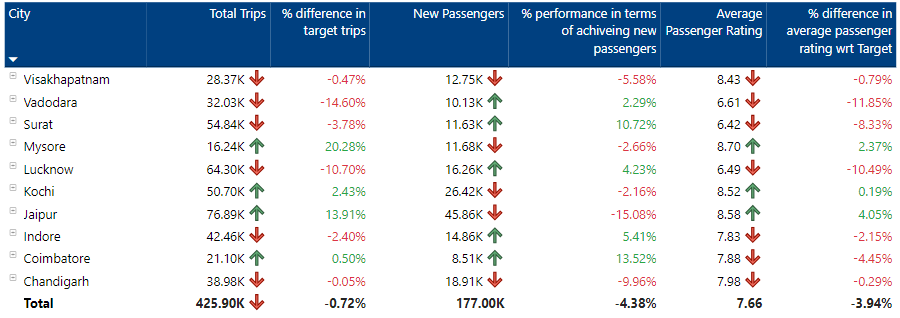 City Total Trips % difference in target trips New Passengers % performance in terms of achiveing new passengers Average Passenger Rating % difference in average passenger rating wrt Target
Visakhapatnam 28.37K -0.47% 12.75K -5.58% 8.43 -0.79%
Vadodara 32.03K -14.60% 10.13K 2.29% 6.61 -11.85%
Surat 54.84K -3.78% 11.63K 10.72% 6.42 -8.33%
Mysore 16.24K 20.28% 11.68K -2.66% 8.70 2.37%
Lucknow 64.30K -10.70% 16.26K 4.23% 6.49 -10.49%
Kochi 50.70K 2.43% 26.42K -2.16% 8.52 0.19%
Jaipur 76.89K 13.91% 45.86K -15.08% 8.58 4.05%
Indore 42.46K -2.40% 14.86K 5.41% 7.83 -2.15%
Coimbatore 21.10K 0.50% 8.51K 13.52% 7.88 -4.45%
Chandigarh 38.98K -0.05% 18.91K -9.96% 7.98 -0.29%
Total 425.90K -0.72% 177.00K -4.38% 7.66 -3.94%